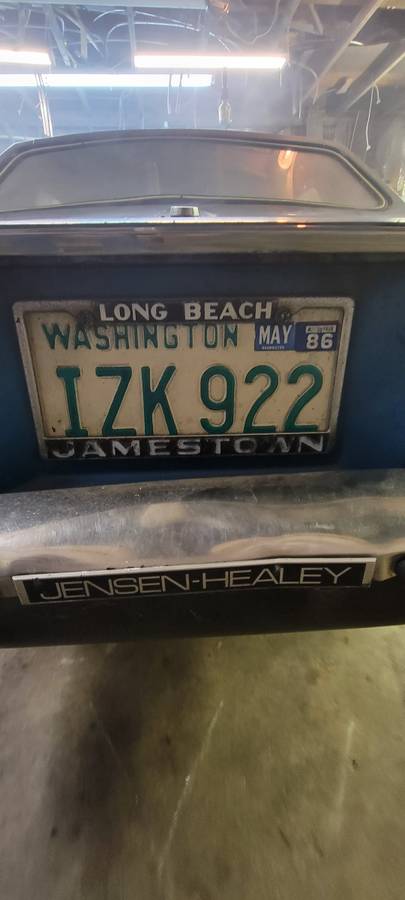 LONG BEACH
WASHINGTON MAY 86
IZK 922
JAMESTOWN
JENSEN-HEALEY